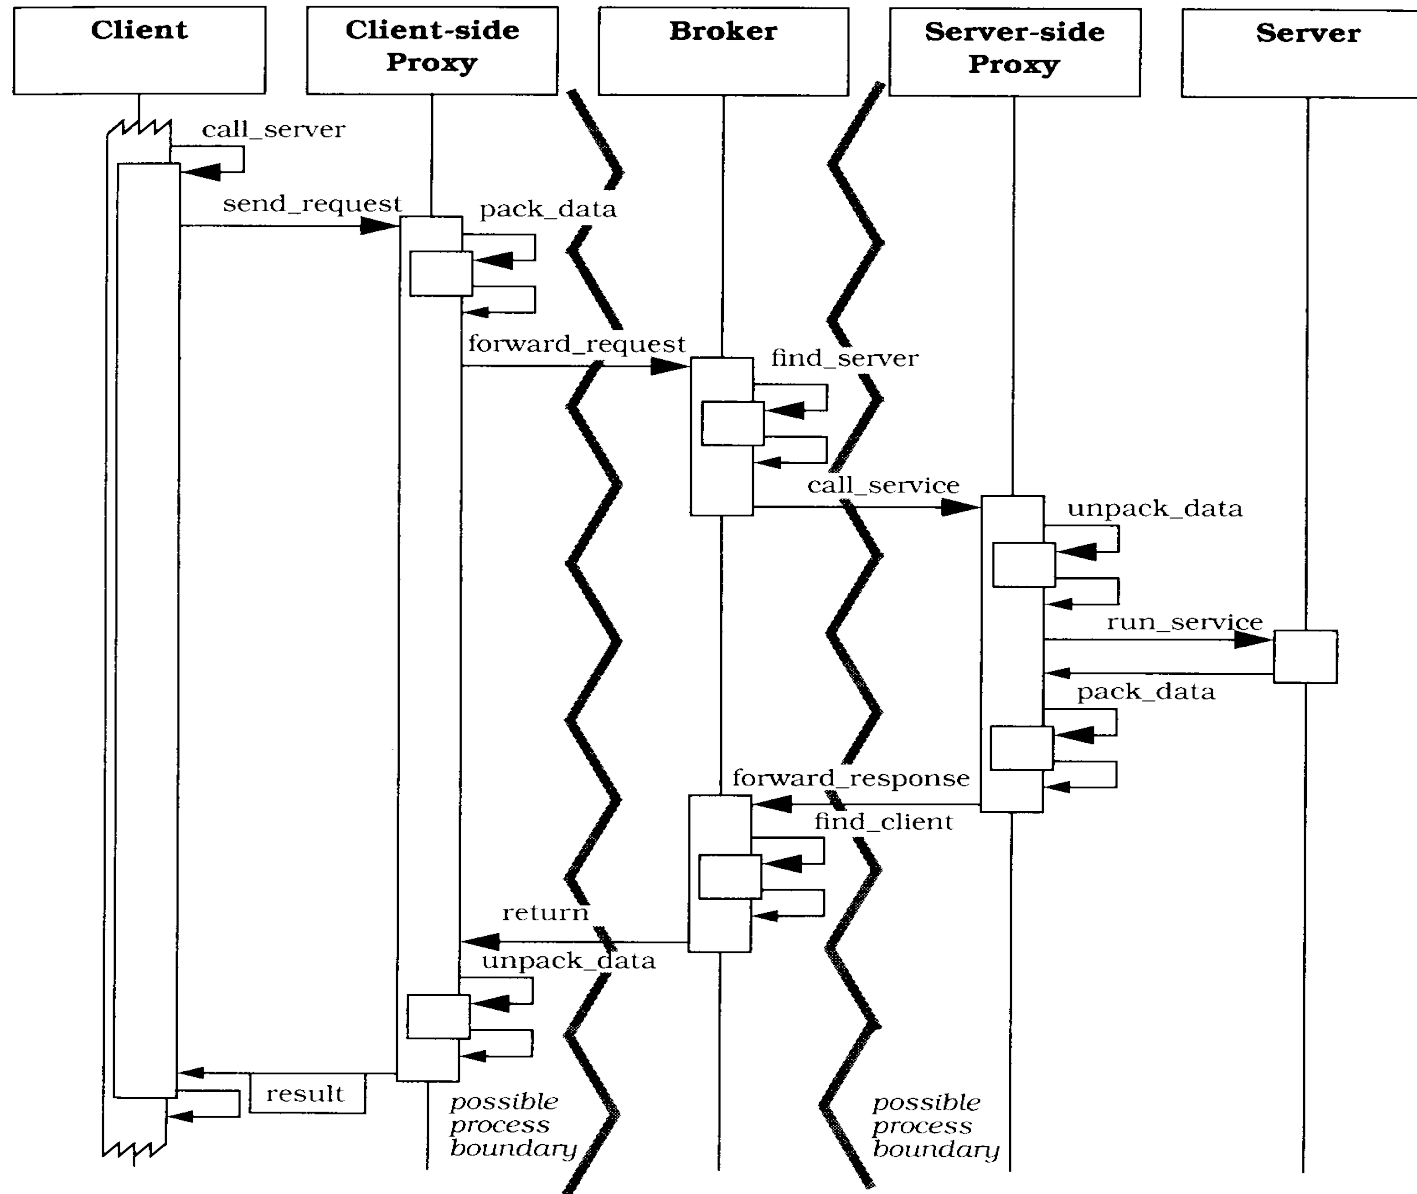 Client
Client-side
Proxy
Broker
Server-side
Proxy
Server
call_server
send_request
pack_data
forward_request
find_server
call_service
unpack_data
run_service
pack_data
forward_response
find_client
return
unpack_data
result
possible
process
boundary
possible
process
boundary